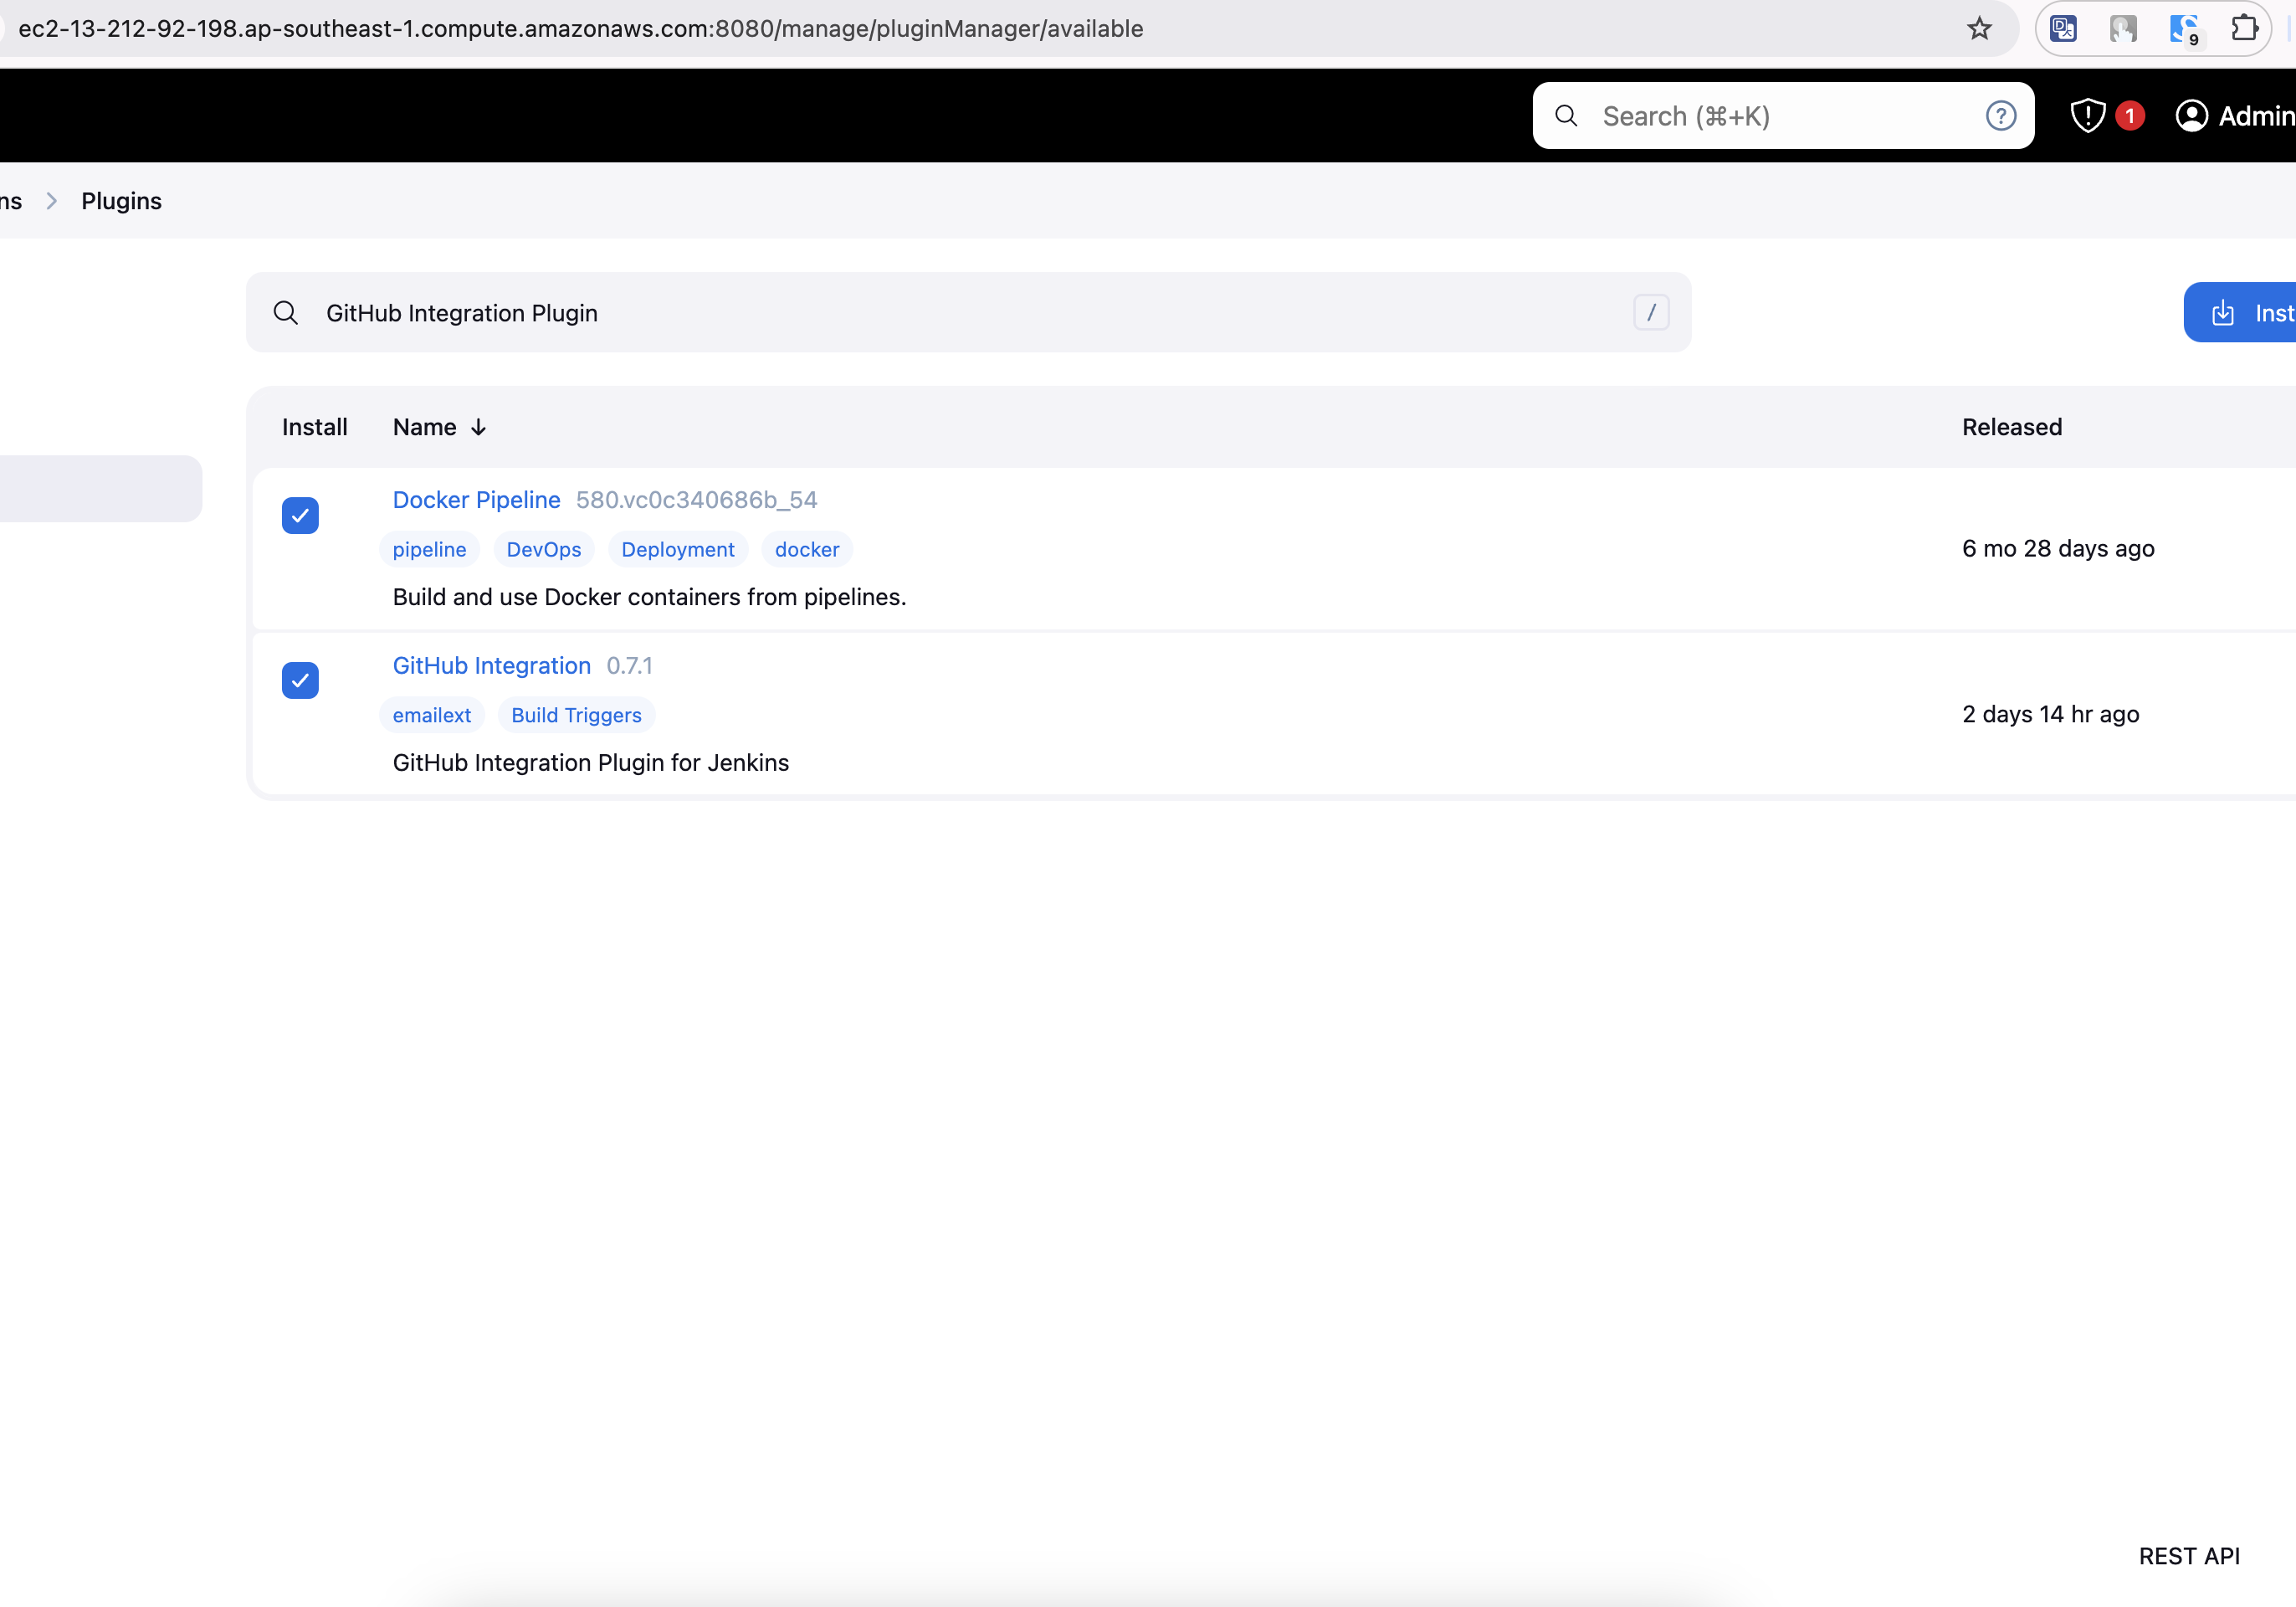 ec2-13-212-92-198.ap-southeast-1.compute.amazonaws.com:8080/manage/pluginManager/available
9
Search (⌘+K)
?
1
Admin
ns > Plugins
GitHub Integration Plugin
/
Inst
Install Name ↓ Released
Docker Pipeline 580.vc0c340686b_54
pipeline DevOps Deployment docker
6 mo 28 days ago
Build and use Docker containers from pipelines.
GitHub Integration 0.7.1
emailext Build Triggers
2 days 14 hr ago
GitHub Integration Plugin for Jenkins
REST API